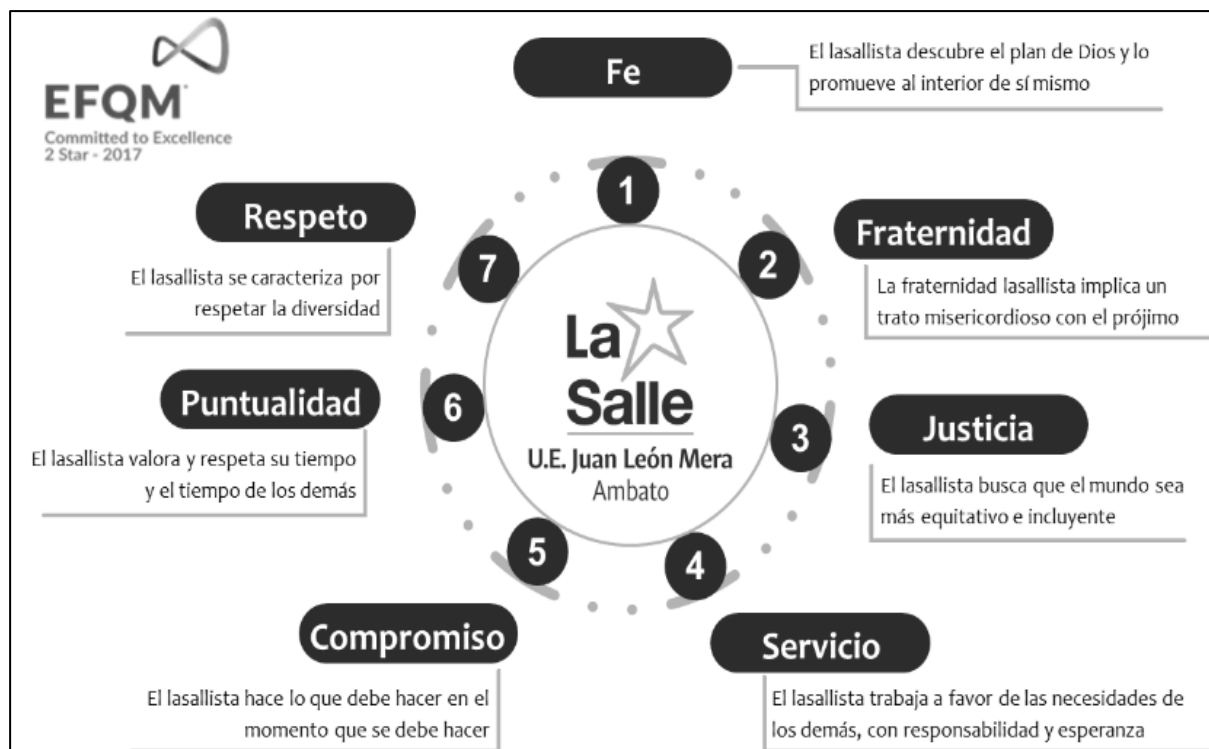 EFQM
Committed to Excellence
2 Star - 2017
Fe
El lasallista descubre el plan de Dios y lo
promueve al interior de sí mismo
1
Fraternidad
La fraternidad lasallista implica un
trato misericordioso con el prójimo
2
Justicia
El lasallista busca que el mundo sea
más equitativo e incluyente
3
Servicio
El lasallista trabaja a favor de las necesidades de
los demás, con responsabilidad y esperanza
4
Compromiso
El lasallista hace lo que debe hacer en el
momento que se debe hacer
5
Puntualidad
El lasallista valora y respeta su tiempo
y el tiempo de los demás
6
Respeto
El lasallista se caracteriza por
respetar la diversidad
7
La
Salle
U.E. Juan León Mera
Ambato